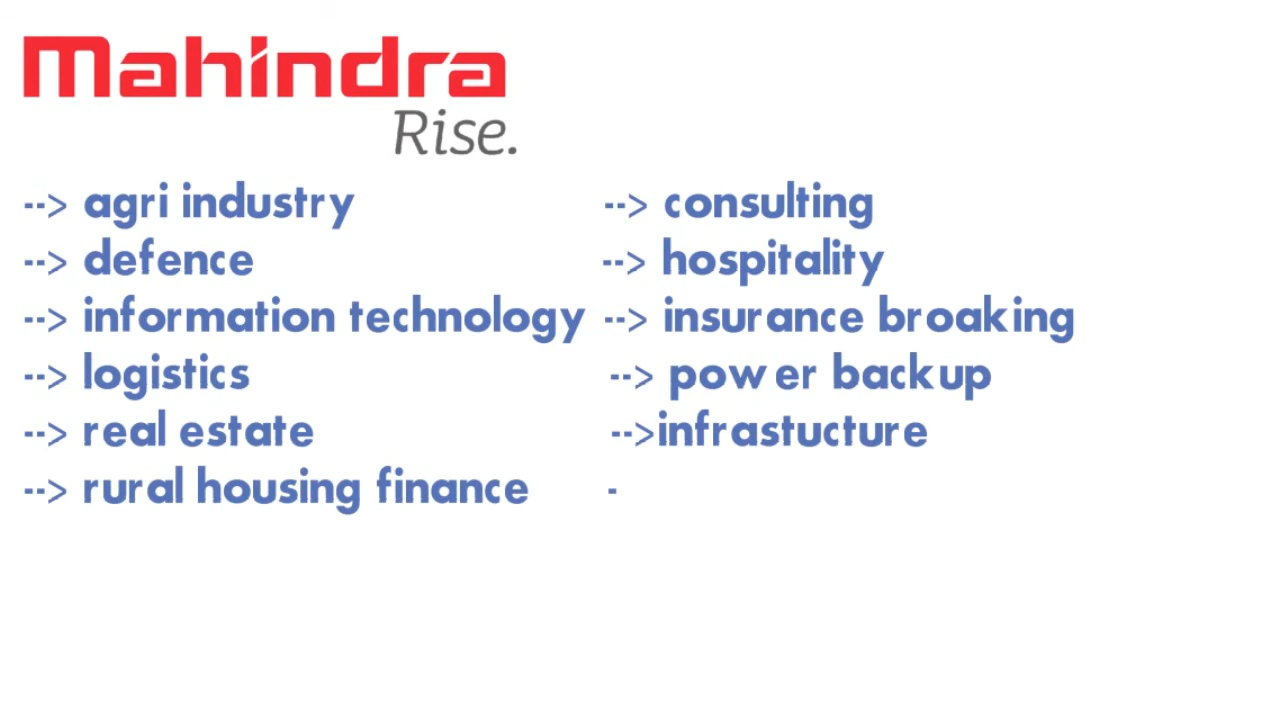 Mahindra
Rise.
--> agri industry
--> defence
--> information technology
--> logistics
--> real estate
--> rural housing finance
--> consulting
--> hospitality
--> insurance broaking
--> power backup
-->infrastucture
-